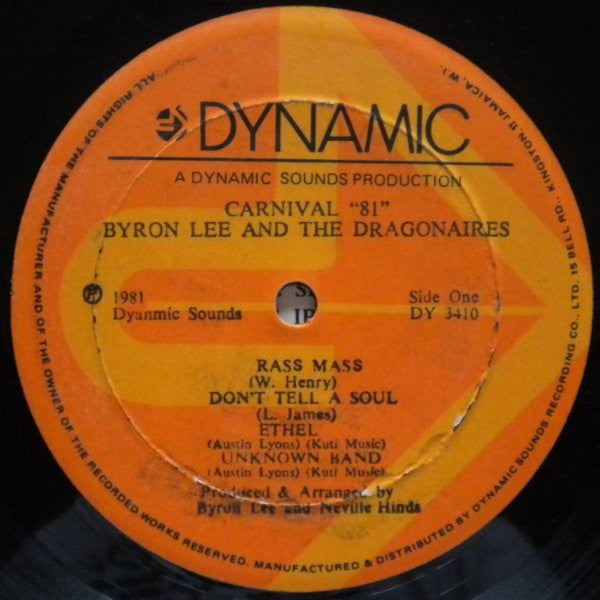 DYNAMIC
A DYNAMIC SOUNDS PRODUCTION
CARNIVAL "81"
BYRON LEE AND THE DRAGONAIRES
℗ 1981
Dyanmic Sounds
Side One
DY 3410
RASS MASS
(W. Henry)
DON'T TELL A SOUL
(L. James)
ETHEL
(Austin Lyons) (Kuti Music)
UNKNOWN BAND
(Austin Lyons) (Kuti Music)
Produced & Arranged by
Byron Lee and Neville Hinds
ALL RIGHTS OF THE MANUFACTURER AND OF THE OWNER OF THE RECORDED WORKS RESERVED. MANUFACTURED & DISTRIBUTED BY DYNAMIC SOUNDS RECORDING CO., LTD. 15 BELL RD., KINGSTON, 11 JAMAICA, W.I.